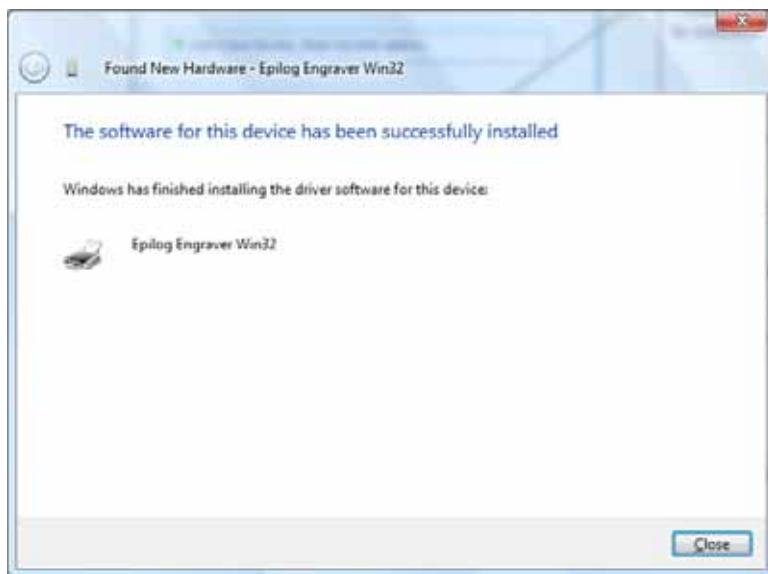 Found New Hardware - Epilog Engraver Win32
The software for this device has been successfully installed
Windows has finished installing the driver software for this device:
Epilog Engraver Win32
Close